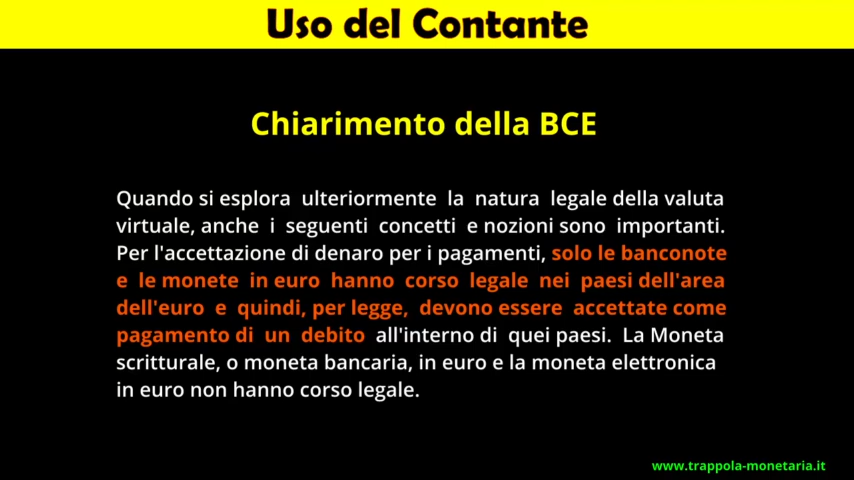 Uso del Contante
Chiarimento della BCE
Quando si esplora ulteriormente la natura legale della valuta
virtuale, anche i seguenti concetti e nozioni sono importanti.
Per l'accettazione di denaro per i pagamenti, solo le banconote
e le monete in euro hanno corso legale nei paesi dell'area
dell'euro e quindi, per legge, devono essere accettate come
pagamento di un debito all'interno di quei paesi. La Moneta
scritturale, o moneta bancaria, in euro e la moneta elettronica
in euro non hanno corso legale.
www.trappola-monetaria.it